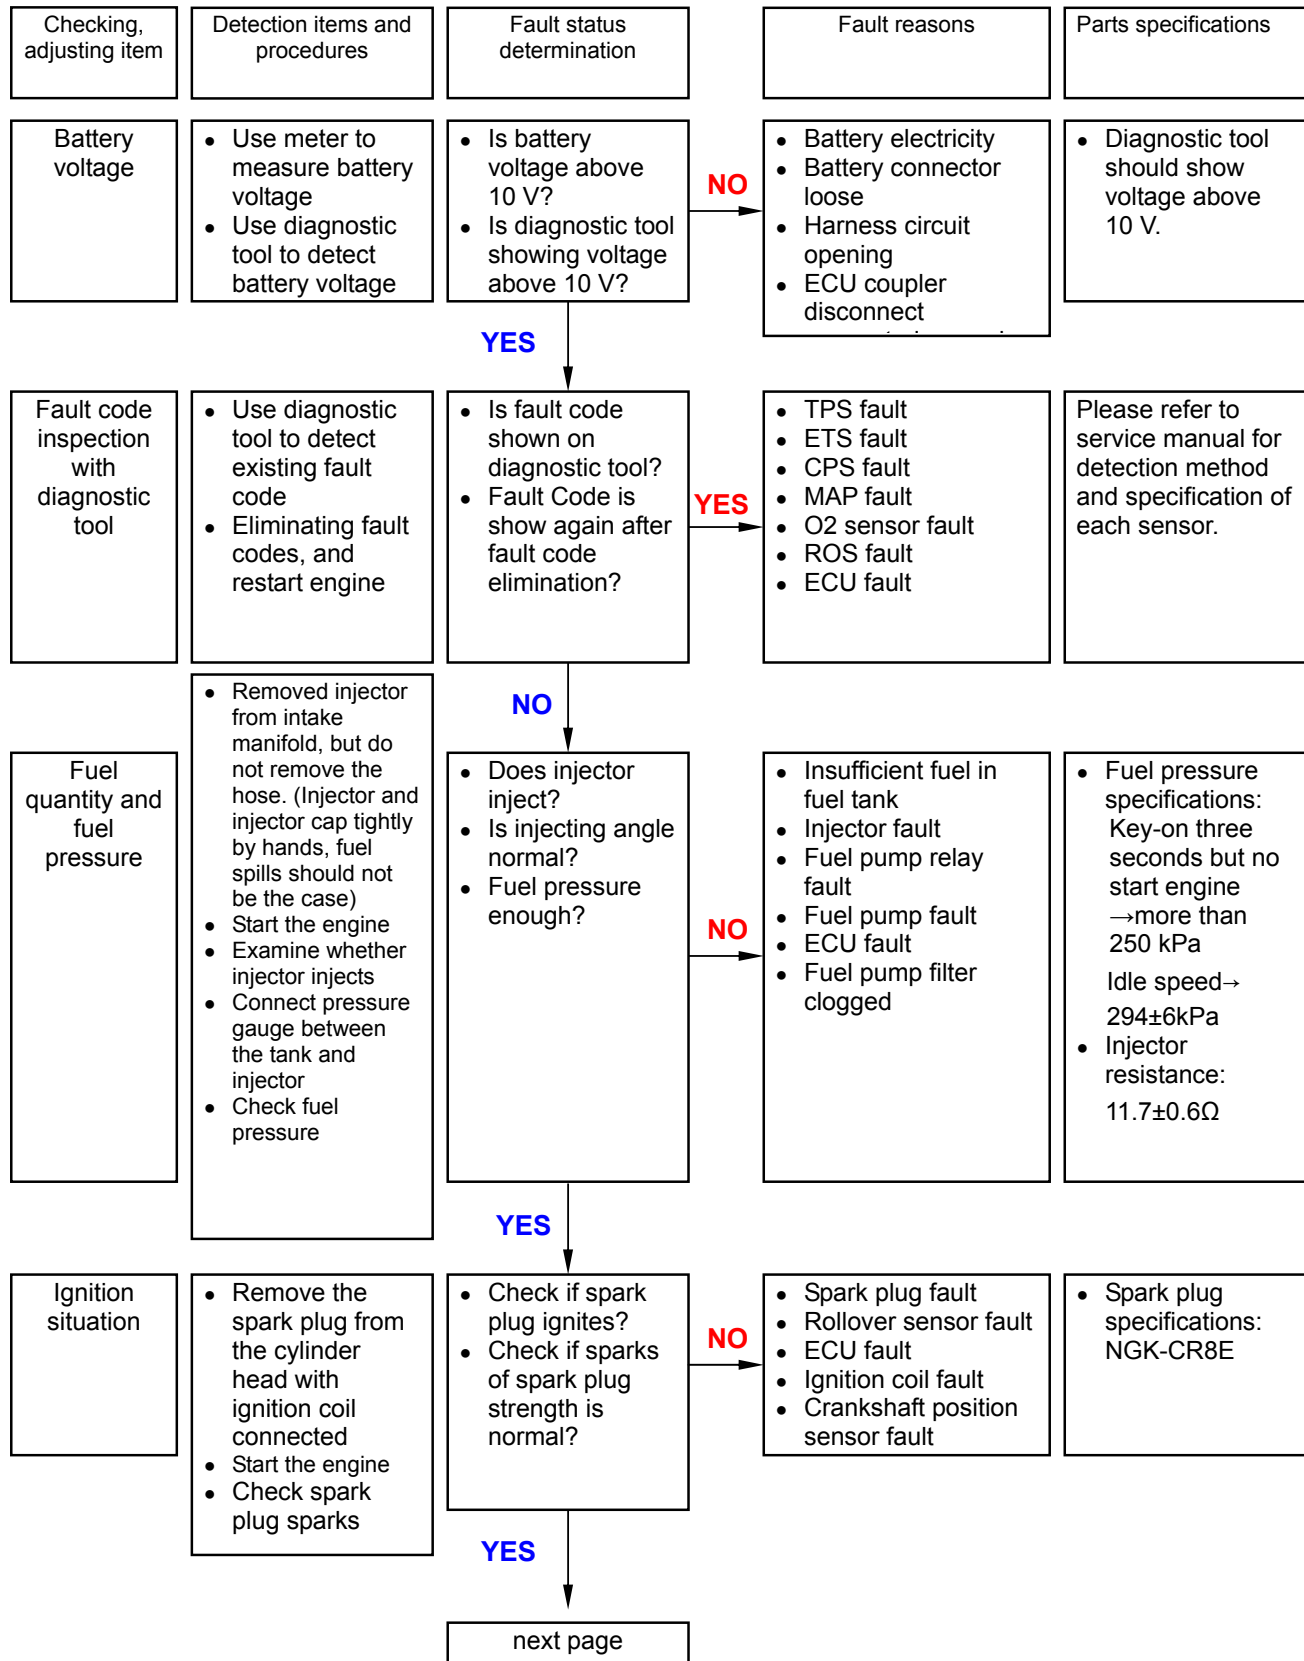 Checking,
adjusting item
Detection items and
procedures
Fault status
determination
Fault reasons
Parts specifications
Battery
voltage
● Use meter to
measure battery
voltage
● Use diagnostic
tool to detect
battery voltage
● Is battery
voltage above
10 V?
● Is diagnostic tool
showing voltage
above 10 V?
NO
● Battery electricity
● Battery connector
loose
● Harness circuit
opening
● ECU coupler
disconnect
● Diagnostic tool
should show
voltage above
10 V.
YES
Fault code
inspection
with
diagnostic
tool
● Use diagnostic
tool to detect
existing fault
code
● Eliminating fault
codes, and
restart engine
● Is fault code
shown on
diagnostic tool?
● Fault Code is
show again after
fault code
elimination?
YES
● TPS fault
● ETS fault
● CPS fault
● MAP fault
● O2 sensor fault
● ROS fault
● ECU fault
Please refer to
service manual for
detection method
and specification of
each sensor.
NO
Fuel
quantity and
fuel
pressure
● Removed injector
from intake
manifold, but do
not remove the
hose. (Injector and
injector cap tightly
by hands, fuel
spills should not
be the case)
● Start the engine
● Examine whether
injector injects
● Connect pressure
gauge between
the tank and
injector
● Check fuel
pressure
● Does injector
inject?
● Is injecting angle
normal?
● Fuel pressure
enough?
NO
● Insufficient fuel in
fuel tank
● Injector fault
● Fuel pump relay
fault
● Fuel pump fault
● ECU fault
● Fuel pump filter
clogged
● Fuel pressure
specifications:
Key-on three
seconds but no
start engine
→more than
250 kPa
Idle speed→
294±6kPa
● Injector
resistance:
11.7±0.6Ω
YES
Ignition
situation
● Remove the
spark plug from
the cylinder
head with
ignition coil
connected
● Start the engine
● Check spark
plug sparks
● Check if spark
plug ignites?
● Check if sparks
of spark plug
strength is
normal?
NO
● Spark plug fault
● Rollover sensor fault
● ECU fault
● Ignition coil fault
● Crankshaft position
sensor fault
● Spark plug
specifications:
NGK-CR8E
YES
next page